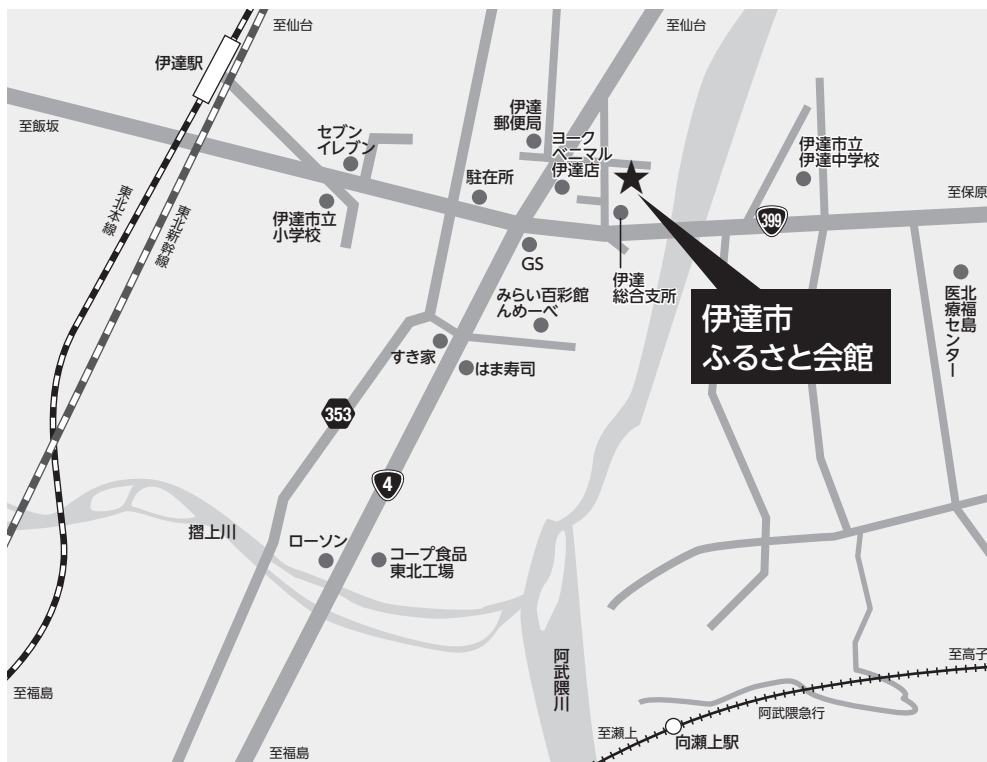 至仙台
至仙台
伊達駅
至飯坂
セブン
イレブン
伊達
郵便局
ヨーク
ベニマル
伊達店
駐在所
伊達市立
伊達中学校
至保原
399
東北本線
東北新幹線
伊達市立
小学校
GS
伊達
総合支所
みらい百彩館
んめーべ
伊達市
ふるさと会館
北福島
医療センター
すき家
はま寿司
353
4
摺上川
ローソン
コープ食品
東北工場
阿武隈川
至福島
至福島
至瀬上
向瀬上駅
阿武隈急行
至高子